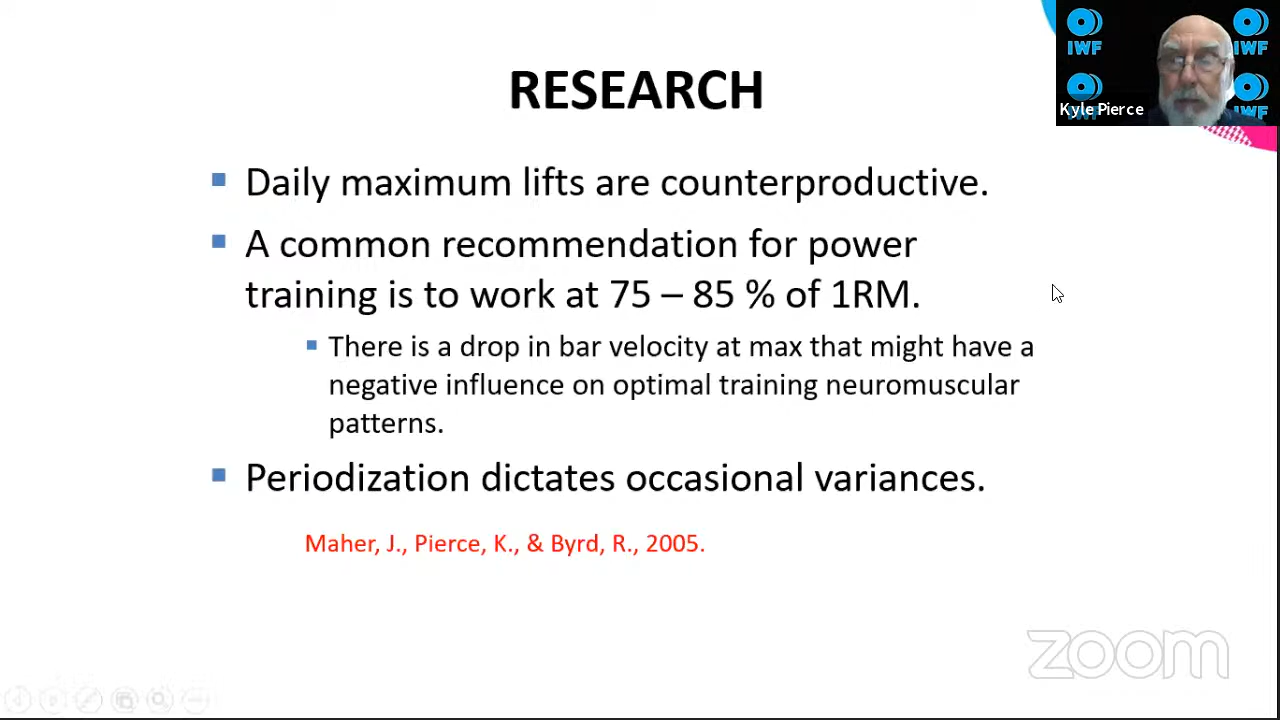 RESEARCH
IWF
IWF
Kyle Pierce
IWF
Daily maximum lifts are counterproductive.
A common recommendation for power
training is to work at 75 – 85 % of 1RM.
There is a drop in bar velocity at max that might have a
negative influence on optimal training neuromuscular
patterns.
Periodization dictates occasional variances.
Maher, J., Pierce, K., & Byrd, R., 2005.
zoom